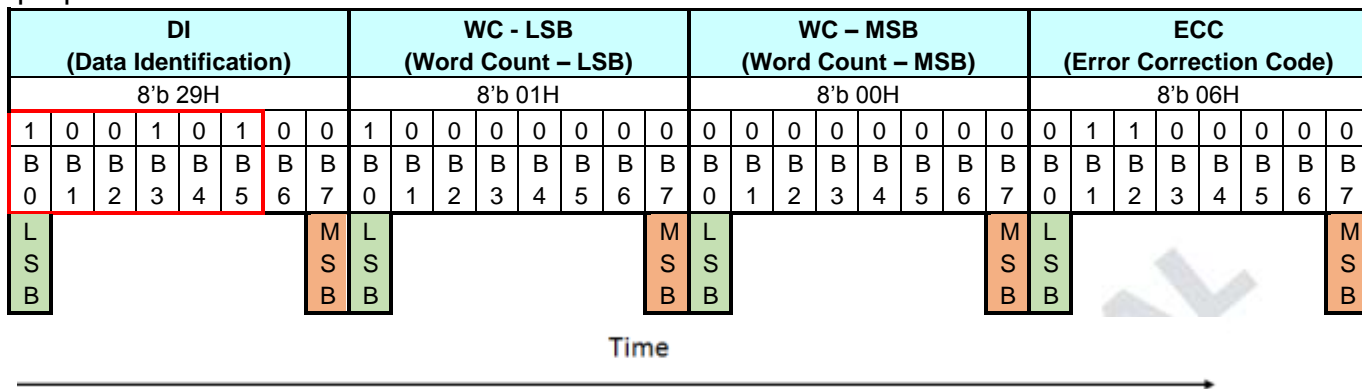 DI WC - LSB WC – MSB ECC
(Data Identification) (Word Count – LSB) (Word Count – MSB) (Error Correction Code)
8’b 29H 8’b 01H 8’b 00H 8’b 06H
1 0 0 1 0 1 0 0 1 0 0 0 0 0 0 0 0 0 0 0 0 0 0 0 0 1 1 0 0 0 0 0
B B B B B B B B B B B B B B B B B B B B B B B B B B B B B B B B
0 1 2 3 4 5 6 7 0 1 2 3 4 5 6 7 0 1 2 3 4 5 6 7 0 1 2 3 4 5 6 7
L M L M L M L M
S S S S S S S S
B B B B B B B B
Time